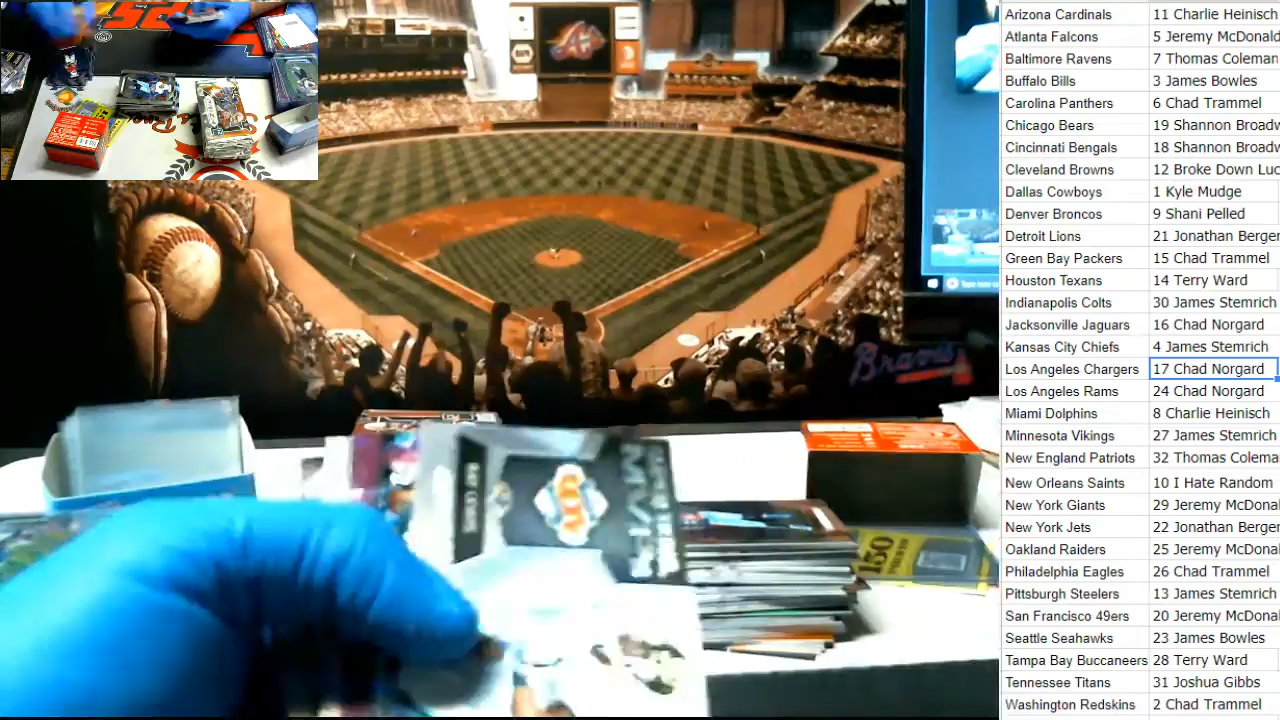 Arizona Cardinals 11 Charlie Heinisch
Atlanta Falcons 5 Jeremy McDonald
Baltimore Ravens 7 Thomas Coleman
Buffalo Bills 3 James Bowles
Carolina Panthers 6 Chad Trammel
Chicago Bears 19 Shannon Broadw
Cincinnati Bengals 18 Shannon Broadw
Cleveland Browns 12 Broke Down Luc
Dallas Cowboys 1 Kyle Mudge
Denver Broncos 9 Shani Pelled
Detroit Lions 21 Jonathan Berger
Green Bay Packers 15 Chad Trammel
Houston Texans 14 Terry Ward
Indianapolis Colts 30 James Stemrich
Jacksonville Jaguars 16 Chad Norgard
Kansas City Chiefs 4 James Stemrich
Los Angeles Chargers 17 Chad Norgard
Los Angeles Rams 24 Chad Norgard
Miami Dolphins 8 Charlie Heinisch
Minnesota Vikings 27 James Stemrich
New England Patriots 32 Thomas Colema
New Orleans Saints 10 I Hate Random
New York Giants 29 Jeremy McDona
New York Jets 22 Jonathan Berger
Oakland Raiders 25 Jeremy McDona
Philadelphia Eagles 26 Chad Trammel
Pittsburgh Steelers 13 James Stemrich
San Francisco 49ers 20 Jeremy McDona
Seattle Seahawks 23 James Bowles
Tampa Bay Buccaneers 28 Terry Ward
Tennessee Titans 31 Joshua Gibbs
Washington Redskins 2 Chad Trammel
Braves
150